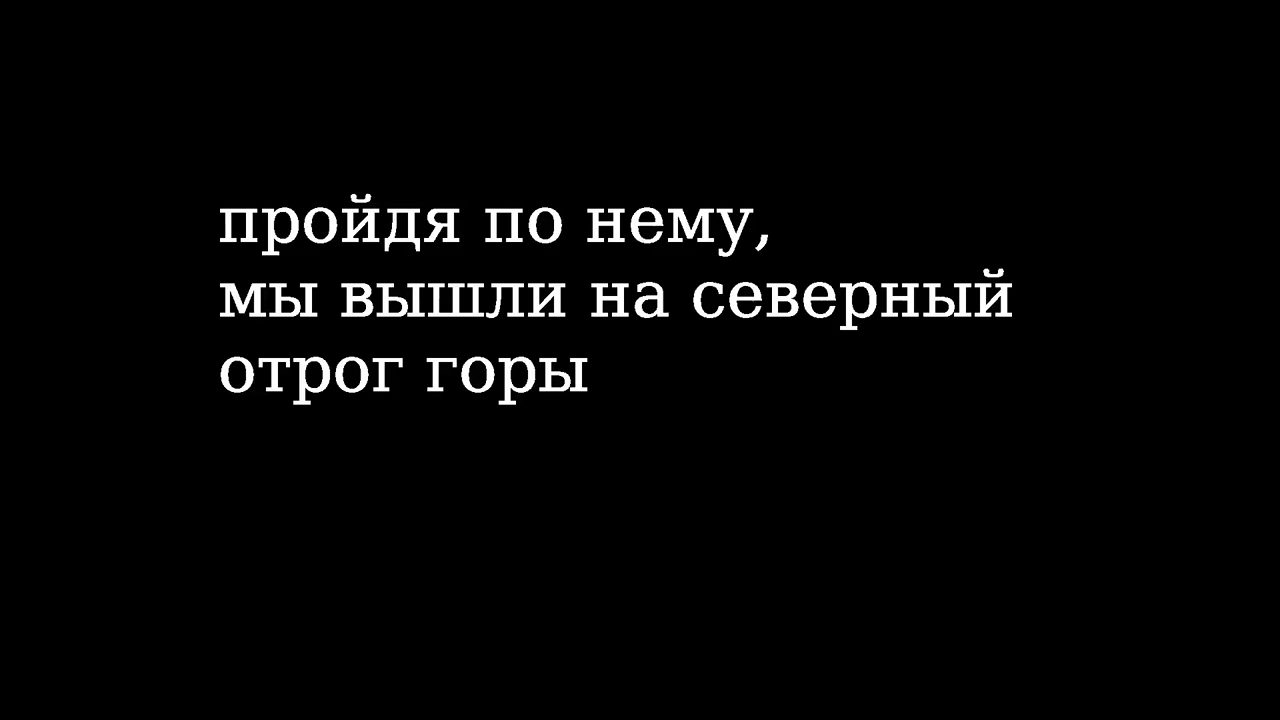 пройдя по нему,
мы вышли на северный
отрог горы